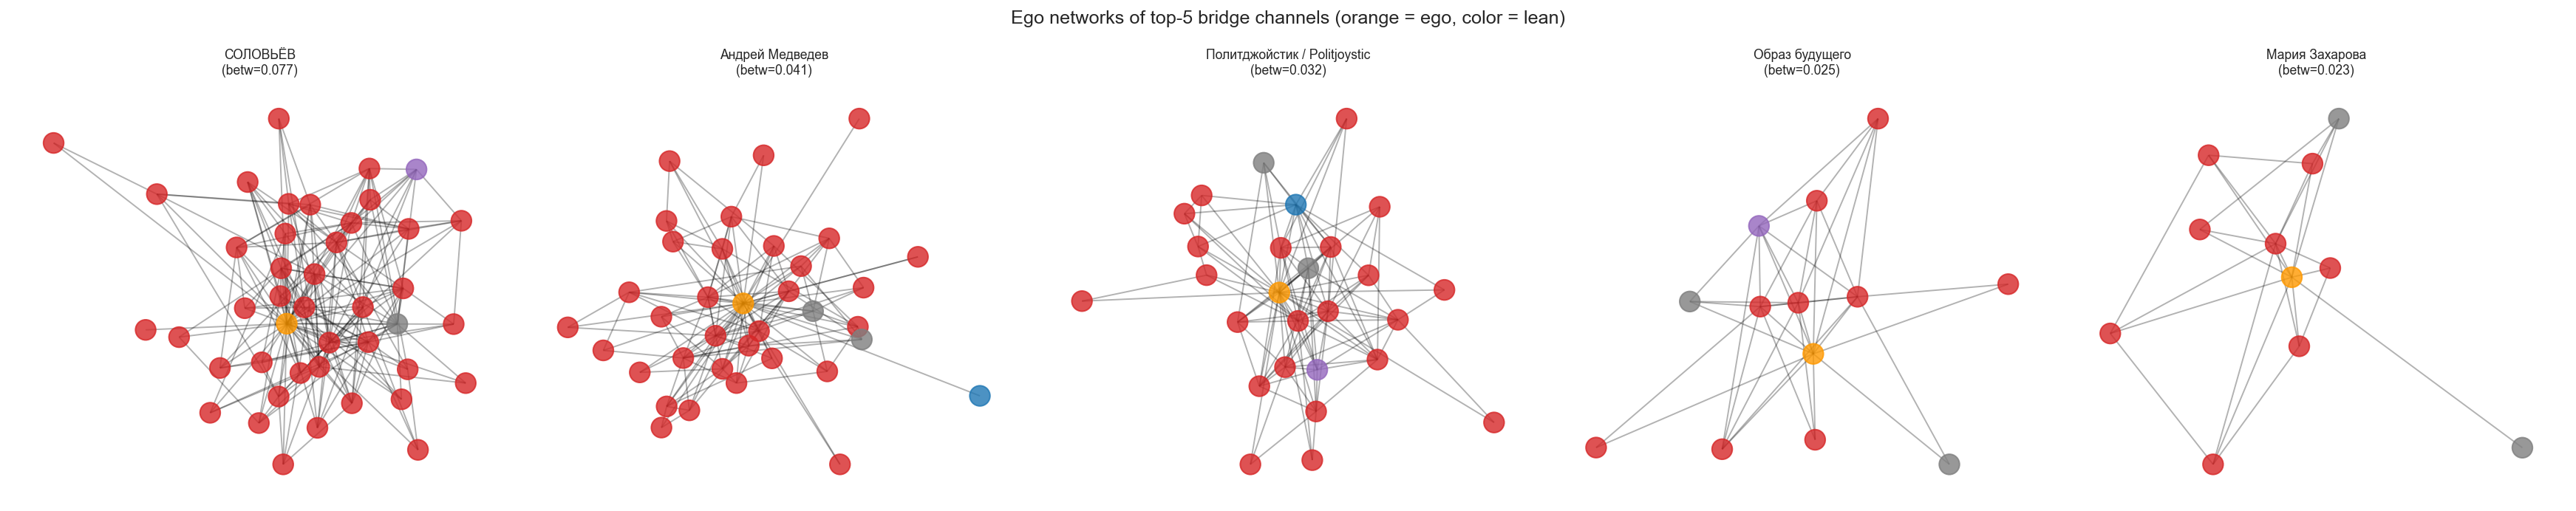 Ego networks of top-5 bridge channels (orange = ego, color = lean)
СОЛОВЬЁВ
(betw=0.077)
Андрей Медведев
(betw=0.041)
Политджойстик / Politjoystic
(betw=0.032)
Образ будущего
(betw=0.025)
Мария Захарова
(betw=0.023)